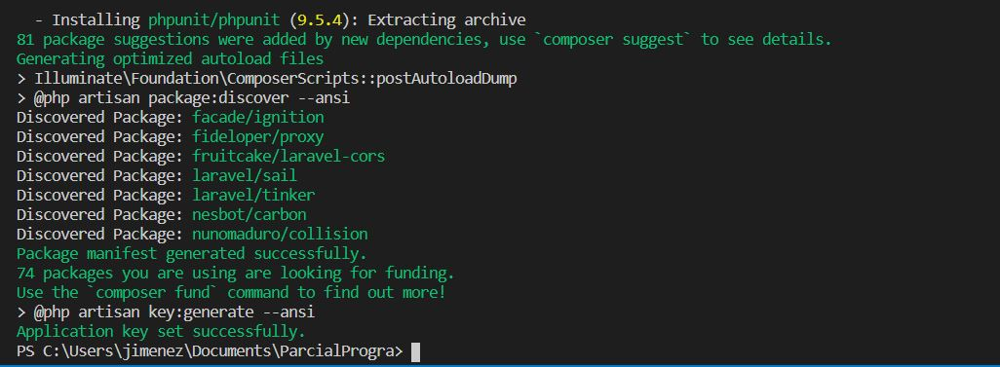 - Installing phpunit/phpunit (9.5.4): Extracting archive
81 package suggestions were added by new dependencies, use `composer suggest` to see details.
Generating optimized autoload files
> Illuminate\Foundation\ComposerScripts::postAutoloadDump
> @php artisan package:discover --ansi
Discovered Package: facade/ignition
Discovered Package: fideloper/proxy
Discovered Package: fruitcake/laravel-cors
Discovered Package: laravel/sail
Discovered Package: laravel/tinker
Discovered Package: nesbot/carbon
Discovered Package: nunomaduro/collision
Package manifest generated successfully.
74 packages you are using are looking for funding.
Use the `composer fund` command to find out more!
> @php artisan key:generate --ansi
Application key set successfully.
PS C:\Users\jimenez\Documents\ParcialProgra>